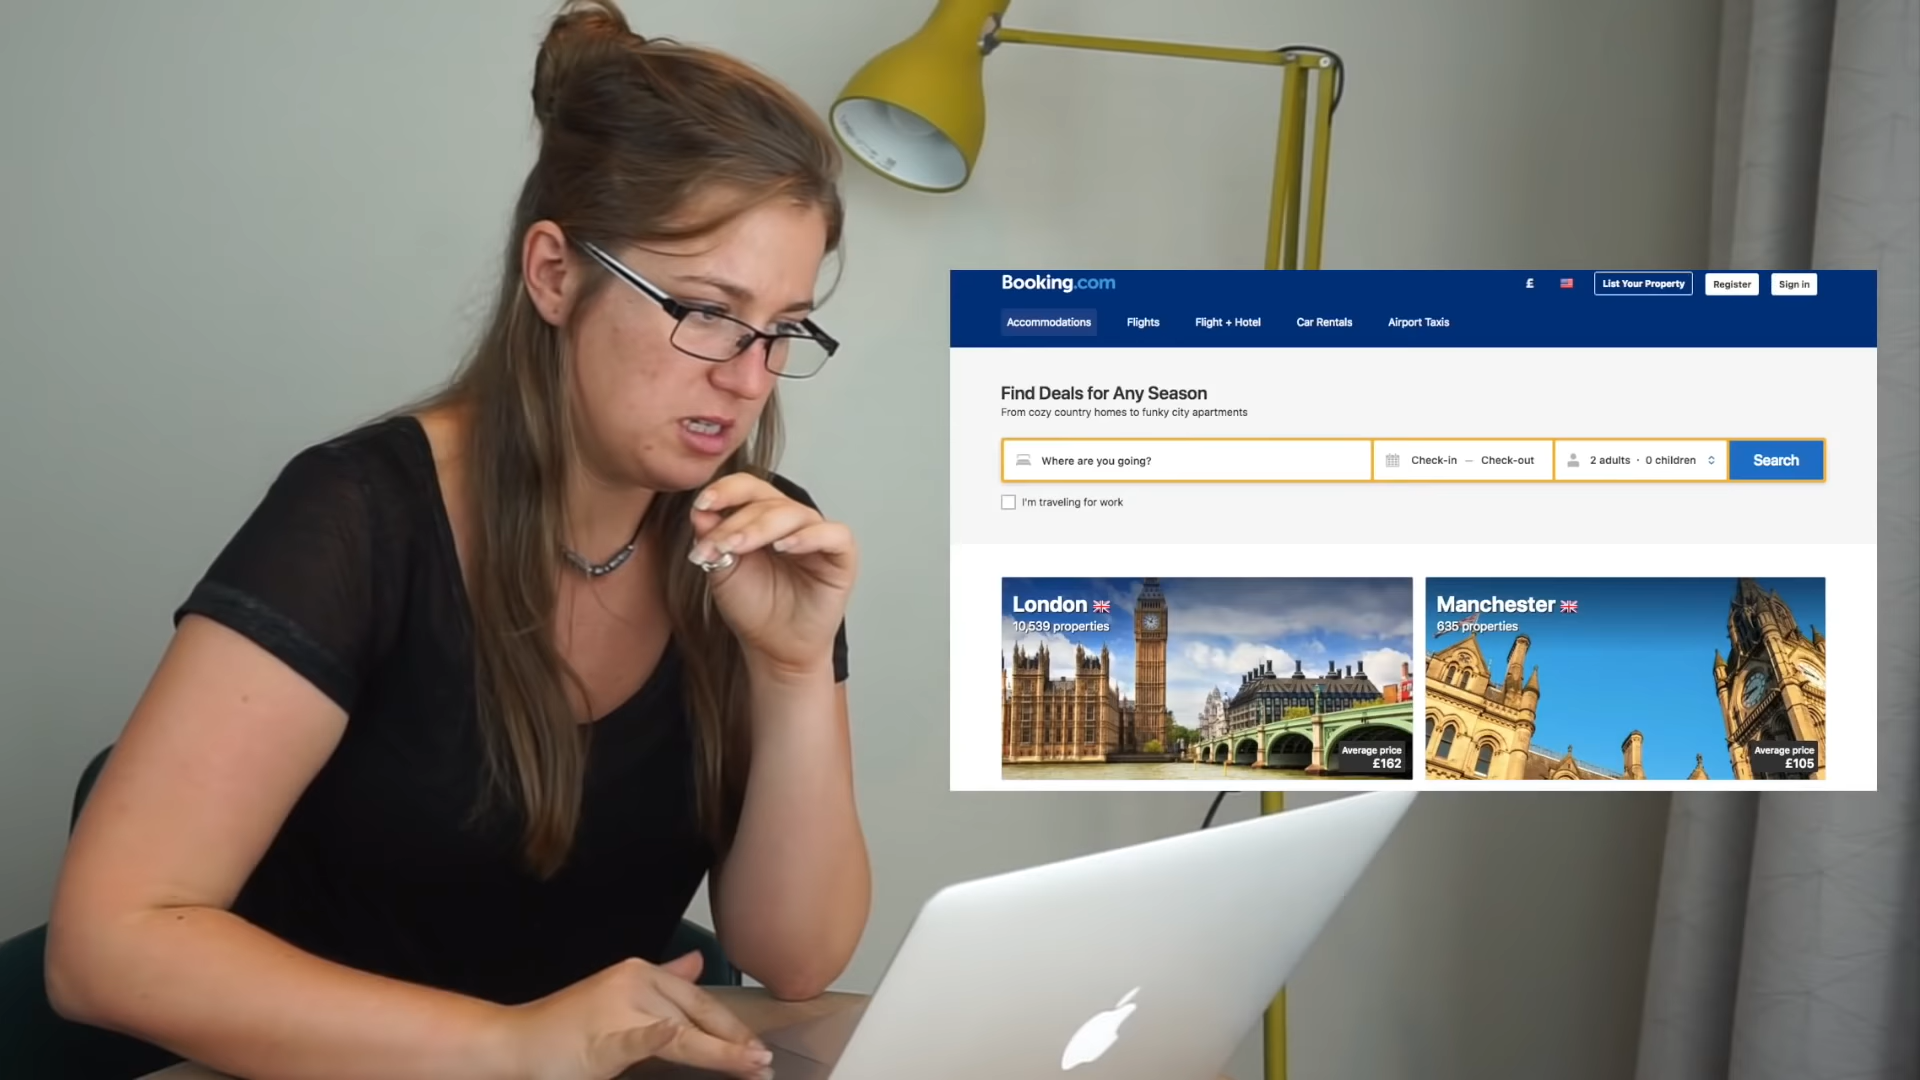 Booking.com
£
List Your Property
Register
Sign in
Accommodations
Flights
Flight + Hotel
Car Rentals
Airport Taxis
Find Deals for Any Season
From cozy country homes to funky city apartments
Where are you going?
Check-in — Check-out
2 adults · 0 children
Search
I'm traveling for work
London
10,539 properties
Average price
£162
Manchester
635 properties
Average price
£105